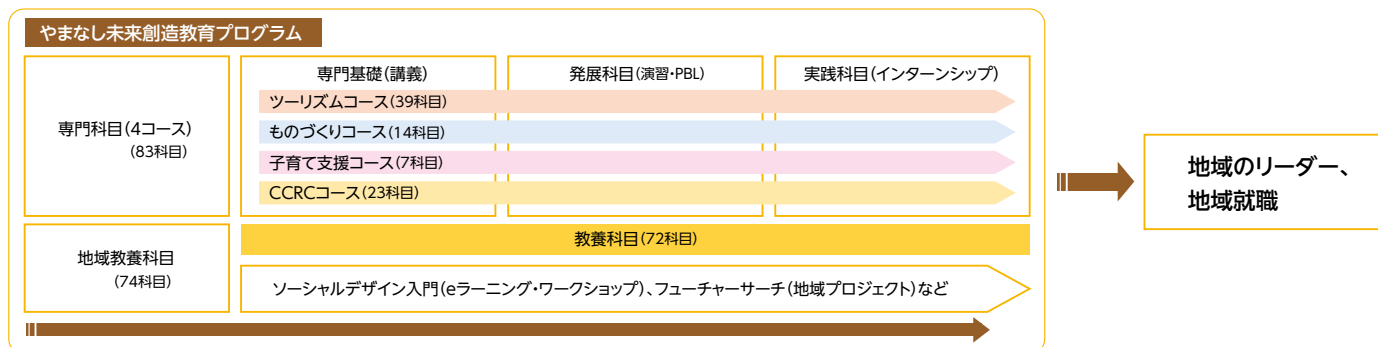 やまなし未来創造教育プログラム
専門科目(4コース)
(83科目)
専門基礎(講義)
発展科目(演習・PBL)
実践科目(インターンシップ)
ツーリズムコース(39科目)
ものづくりコース(14科目)
子育て支援コース(7科目)
CCRCコース(23科目)
地域教養科目
(74科目)
教養科目(72科目)
ソーシャルデザイン入門(eラーニング・ワークショップ)、フューチャーサーチ(地域プロジェクト)など
地域のリーダー、
地域就職